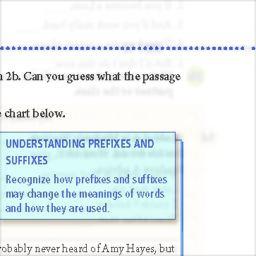 2b. Can you guess what the passage
chart below.
UNDERSTANDING PREFIXES AND
SUFFIXES
Recognize how prefixes and suffixes
may change the meanings of words
and how they are used.
never heard of Amy Hayes, but